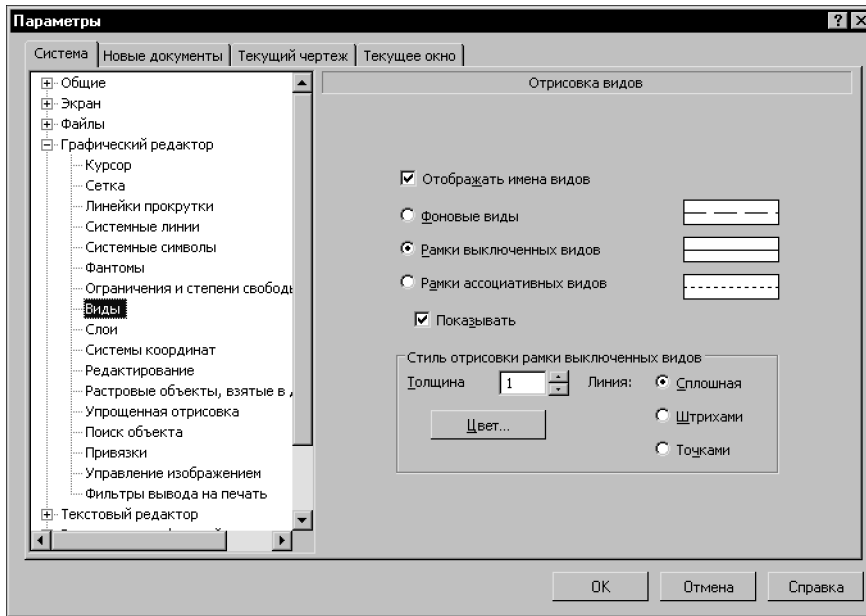 Параметры
Система
Новые документы
Текущий чертеж
Текущее окно
Общие
Экран
Файлы
Графический редактор
Курсор
Сетка
Линейки прокрутки
Системные линии
Системные символы
Фантомы
Ограничения и степени свободы
Виды
Слои
Системы координат
Редактирование
Растровые объекты, взятые в
Упрощенная отрисовка
Поиск объекта
Привязки
Управление изображением
Фильтры вывода на печать
Текстовый редактор
Отрисовка видов
Отображать имена видов
Фоновые виды
Рамки выключенных видов
Рамки ассоциативных видов
Показывать
Стиль отрисовки рамки выключенных видов
Толщина 1 Линия: Сплошная
Цвет... Штрихами
Точками
OK Отмена Справка